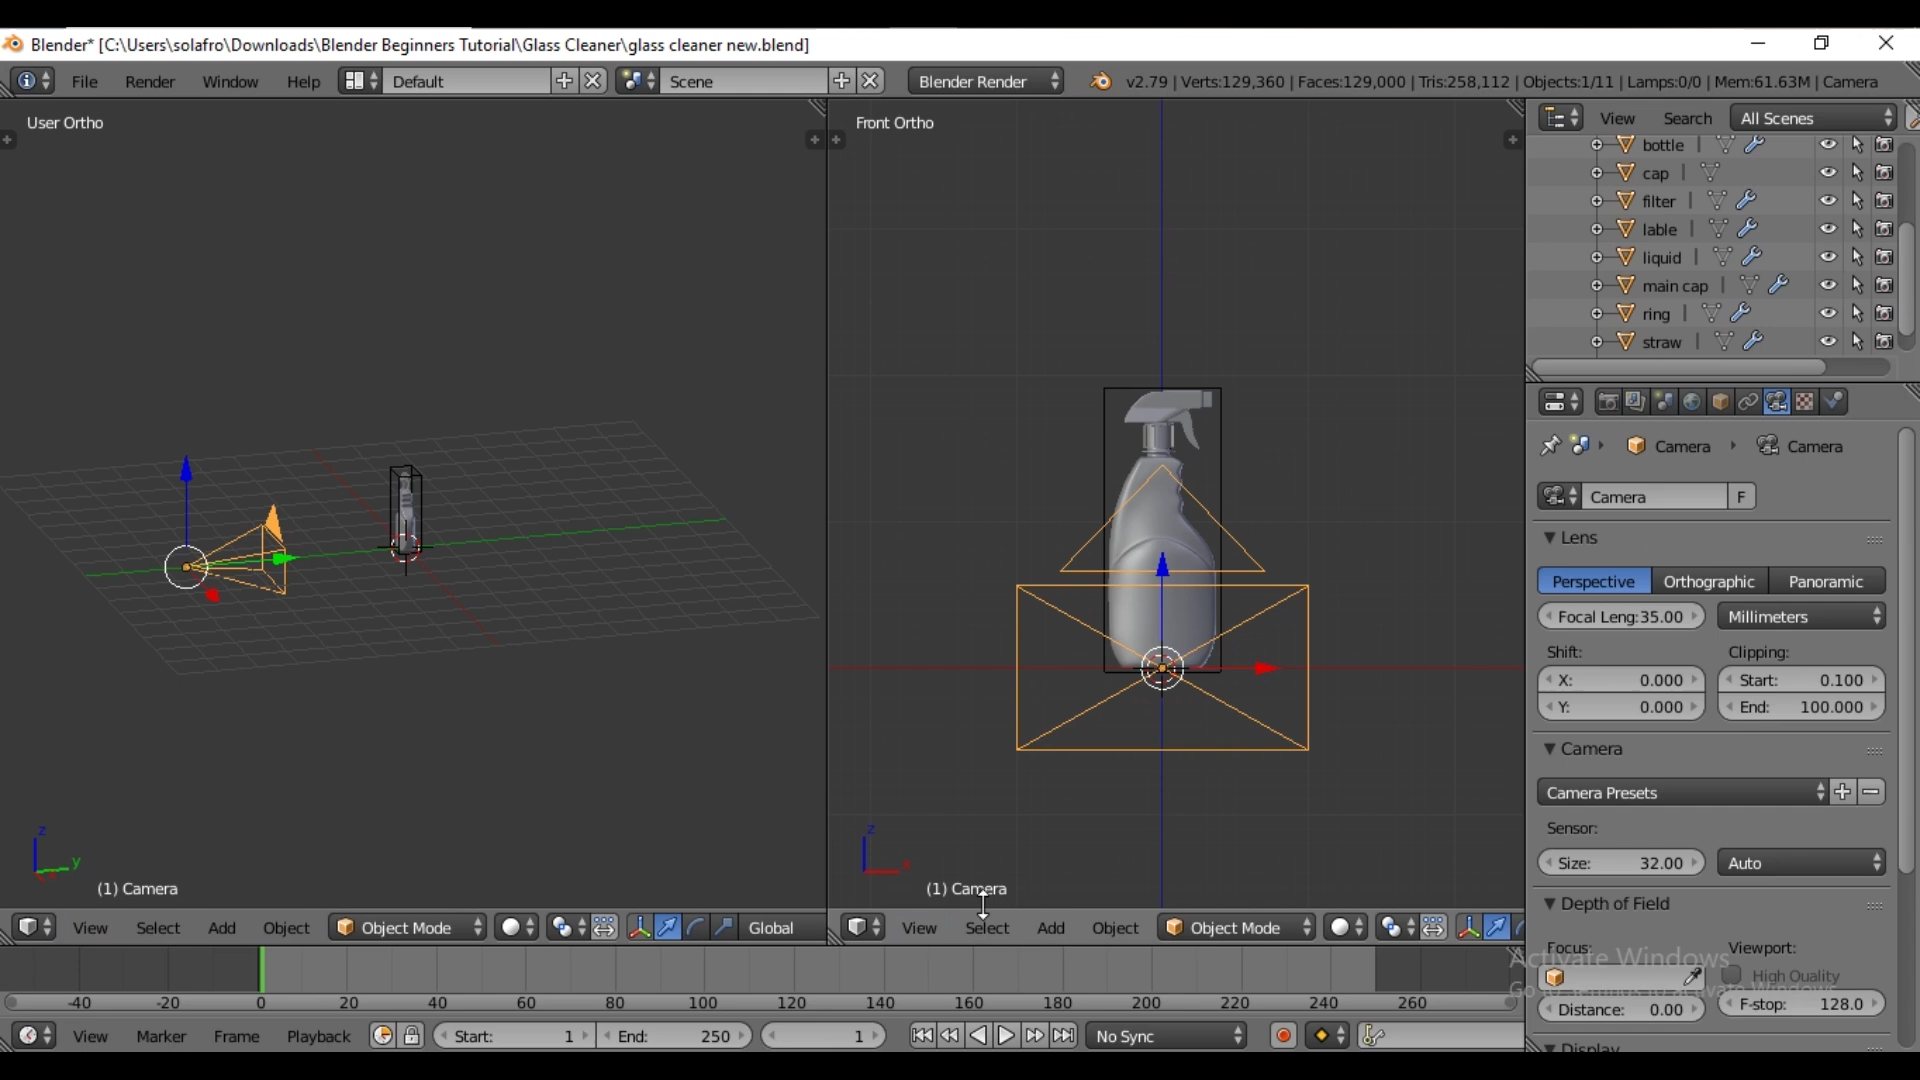 Blender* [C:\Users\solafro\Downloads\Blender Beginners Tutorial\Glass Cleaner\glass cleaner new.blend]
File Render Window Help Default Scene Blender Render v2.79 | Verts:129,360 | Faces:129,000 | Tris:258,112 | Objects:1/11 | Lamps:0/0 | Mem:61.63M | Camera
User Ortho
Front Ortho
View Search All Scenes
bottle
cap
filter
lable
liquid
main cap
ring
straw
Camera Camera
Camera F
Lens
Perspective Orthographic Panoramic
Focal Leng:35.00 Millimeters
Shift: Clipping:
X: 0.000 Start: 0.100
Y: 0.000 End: 100.000
Camera
Camera Presets
Sensor:
Size: 32.00 Auto
Depth of Field
Focus: Viewport:
High Quality
Distance: 0.00 F-stop: 128.0
Display
Activate Windows
Go to Settings to activate Windows.
z
y
(1) Camera
z
x
(1) Camera
View Select Add Object Object Mode Global
View Select Add Object Object Mode
-40 -20 0 20 40 60 80 100 120 140 160 180 200 220 240 260
View Marker Frame Playback Start: 1 End: 250 1 No Sync